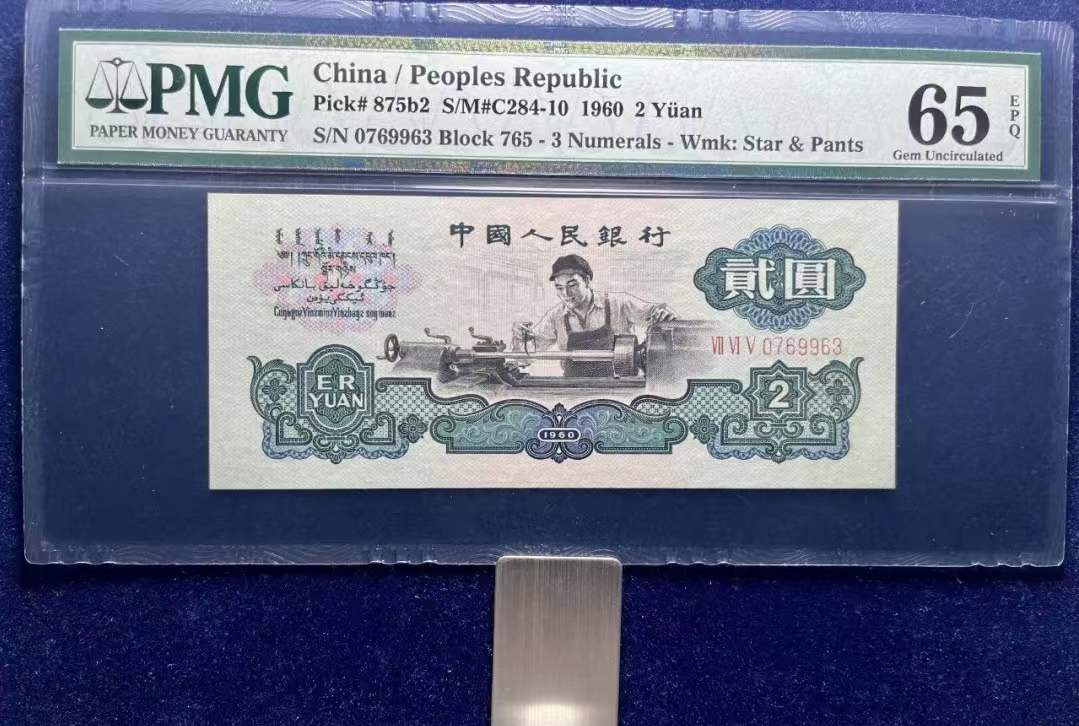 PMG
PAPER MONEY GUARANTY
China / Peoples Republic
Pick# 875b2 S/M#C284-10 1960 2 Yüan
S/N 0769963 Block 765 - 3 Numerals - Wmk: Star & Pants
65
EPQ
Gem Uncirculated
中國人民銀行
貳圓
Ⅶ Ⅵ Ⅴ 0769963
ER
YUAN
2
1960